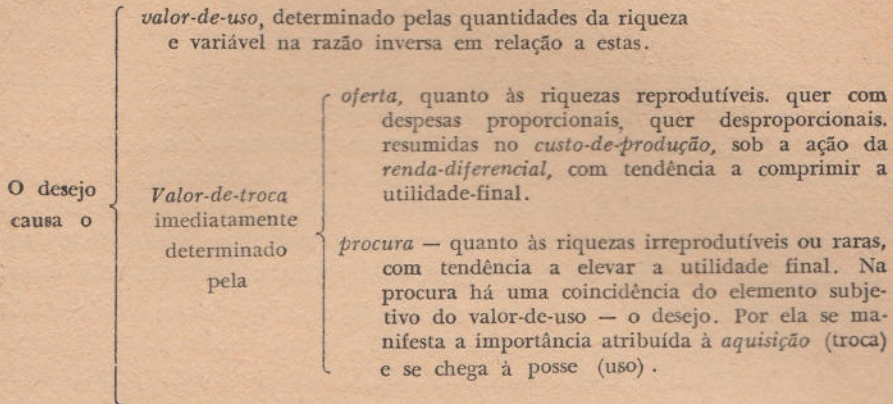 valor-de-uso, determinado pelas quantidades da riqueza
e variável na razão inversa em relação a estas.
O desejo
causa o
Valor-de-troca
imediatamente
determinado
pela
oferta, quanto às riquezas reprodutíveis. quer com
despesas proporcionais, quer desproporcionais.
resumidas no custo-de-produção, sob a ação da
renda-diferencial, com tendência a comprimir a
utilidade-final.
procura — quanto às riquezas irreprodutíveis ou raras,
com tendência a elevar a utilidade final. Na
procura há uma coincidência do elemento subje-
tivo do valor-de-uso — o desejo. Por ela se ma-
nifesta a importância atribuída à aquisição (troca)
e se chega à posse (uso).